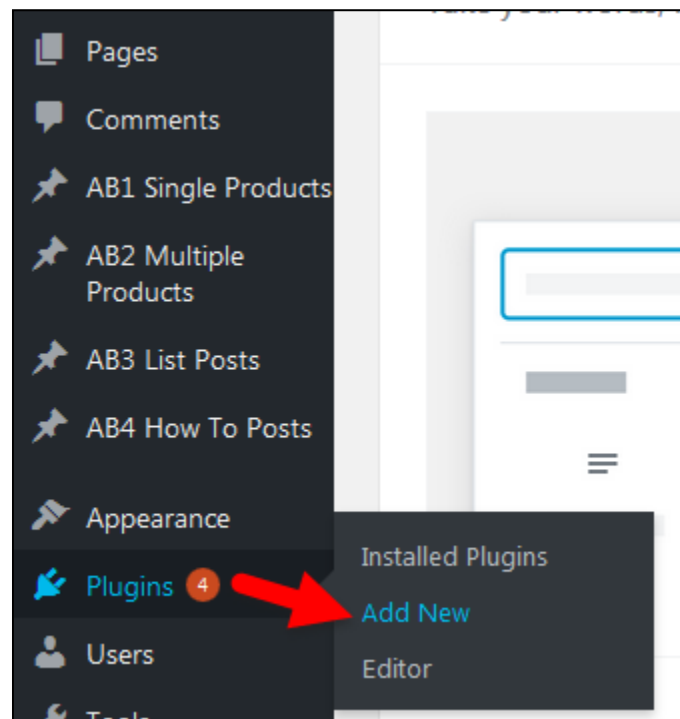 Pages
Comments
AB1 Single Products
AB2 Multiple
Products
AB3 List Posts
AB4 How To Posts
Appearance
Plugins 4
Installed Plugins
Add New
Editor
Users
Tools